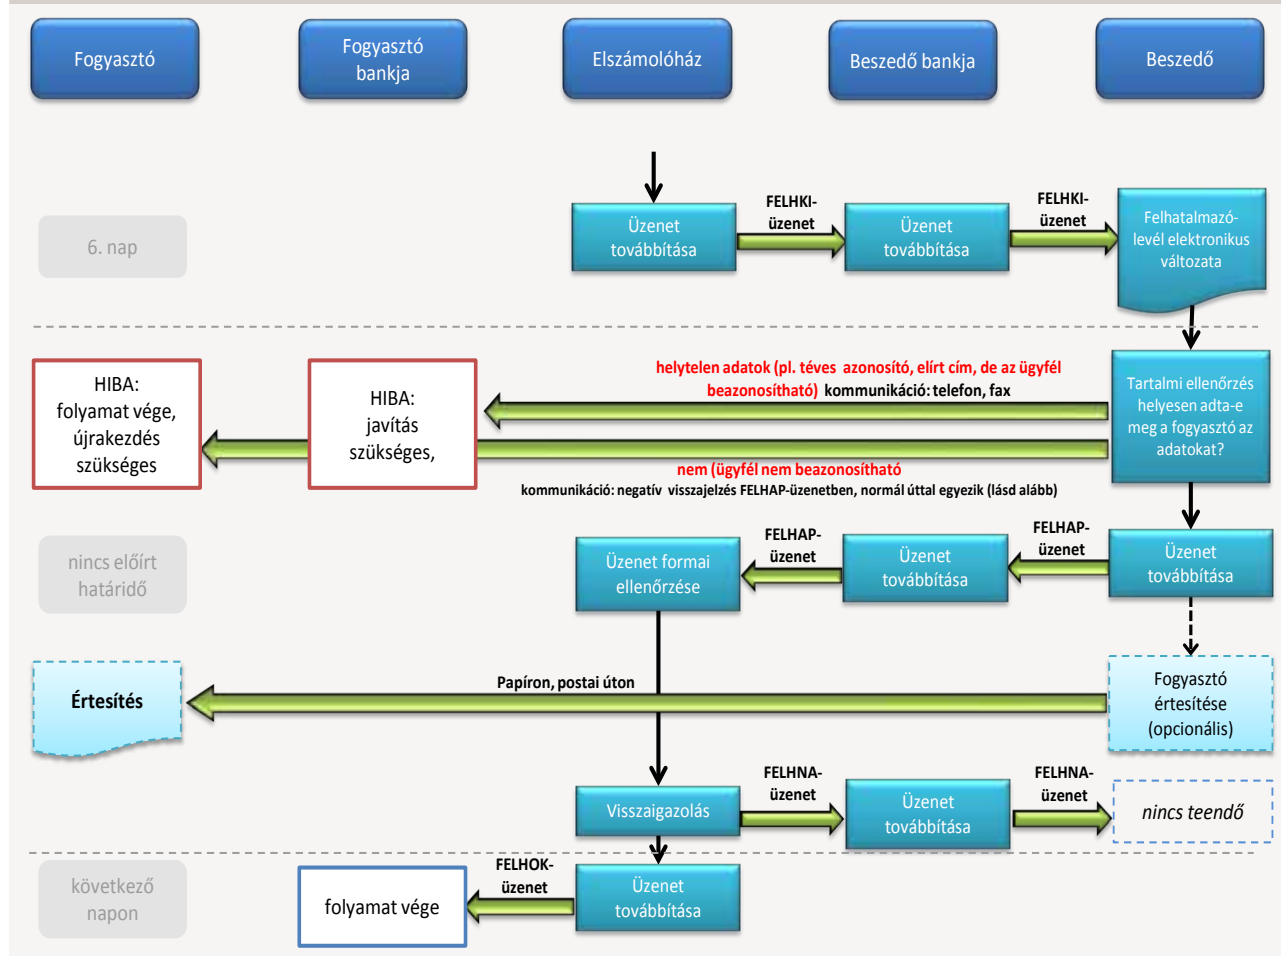 Fogyasztó
Fogyasztó
bankja
Elszámolóház
Beszedő bankja
Beszedő
6. nap
Üzenet
továbbítása
FELHKI-
üzenet
Üzenet
továbbítása
FELHKI-
üzenet
Felhatalmazó-
levél elektronikus
változata
HIBA:
folyamat vége,
újrakezdés
szükséges
HIBA:
javítás
szükséges,
helytelen adatok (pl. téves azonosító, elírt cím, de az ügyfél
beazonosítható) kommunikáció: telefon, fax
nem (ügyfél nem beazonosítható
kommunikáció: negatív visszajelzés FELHAP-üzenetben, normál úttal egyezik (lásd alább)
Tartalmi ellenőrzés
helyesen adta-e
meg a fogyasztó az
adatokat?
nincs előírt
határidő
Üzenet formai
ellenőrzése
FELHAP-
üzenet
Üzenet
továbbítása
FELHAP-
üzenet
Üzenet
továbbítása
Értesítés
Papíron, postai úton
Fogyasztó
értesítése
(opcionális)
Visszaigazolás
FELHNA-
üzenet
Üzenet
továbbítása
FELHNA-
üzenet
nincs teendő
következő
napon
folyamat vége
FELHOK-
üzenet
Üzenet
továbbítása